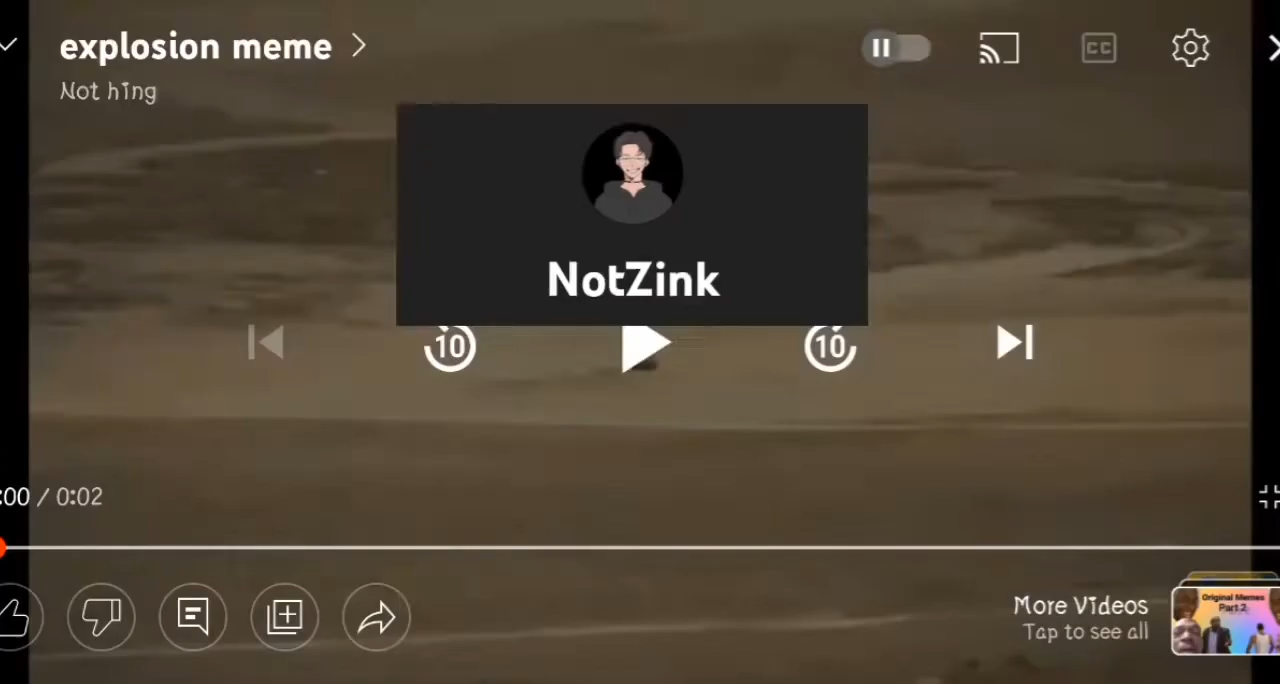 explosion meme
Not hing
CC
NotZink
10
10
:00 / 0:02
More Videos
Tap to see all
Original Memes
Part 2